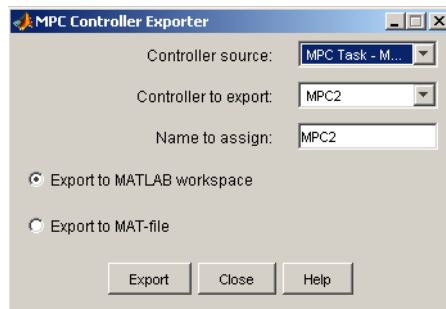 MPC Controller Exporter
Controller source: MPC Task - M...
Controller to export: MPC2
Name to assign: MPC2
Export to MATLAB workspace
Export to MAT-file
Export Close Help